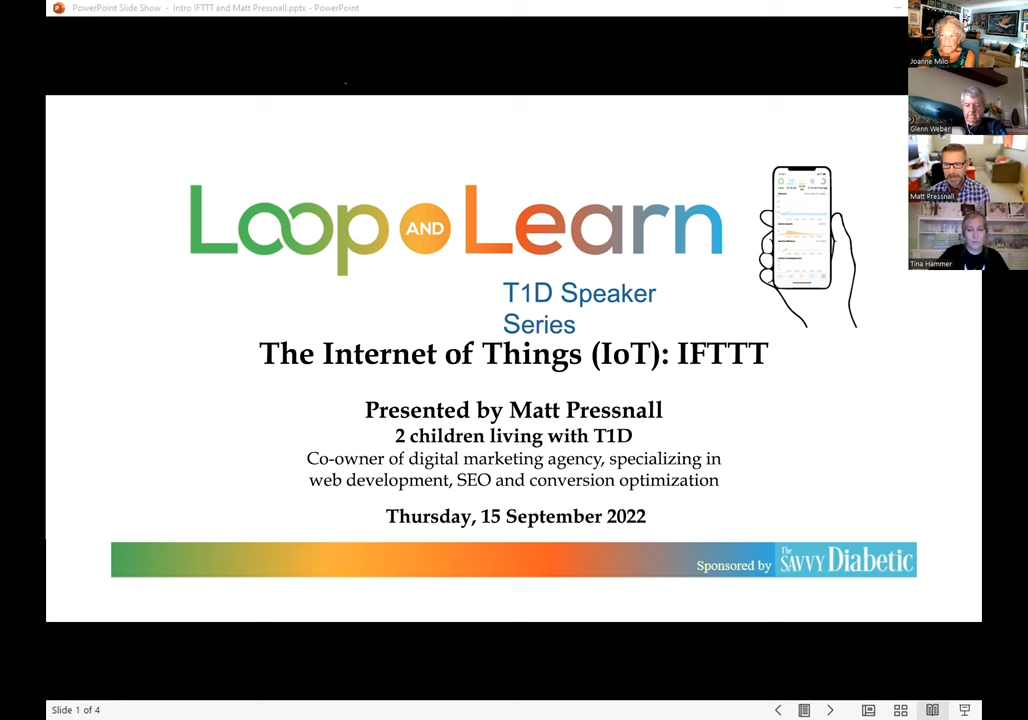 PowerPoint Slide Show - Intro IFTTT and Matt Pressnall.pptx - PowerPoint
Joanne Milo
Glenn Weber
Matt Pressnall
Tina Hammer
Loop AND Learn
T1D Speaker
Series
The Internet of Things (IoT): IFTTT
Presented by Matt Pressnall
2 children living with T1D
Co-owner of digital marketing agency, specializing in
web development, SEO and conversion optimization
Thursday, 15 September 2022
Sponsored by The SAVVY Diabetic
Slide 1 of 4